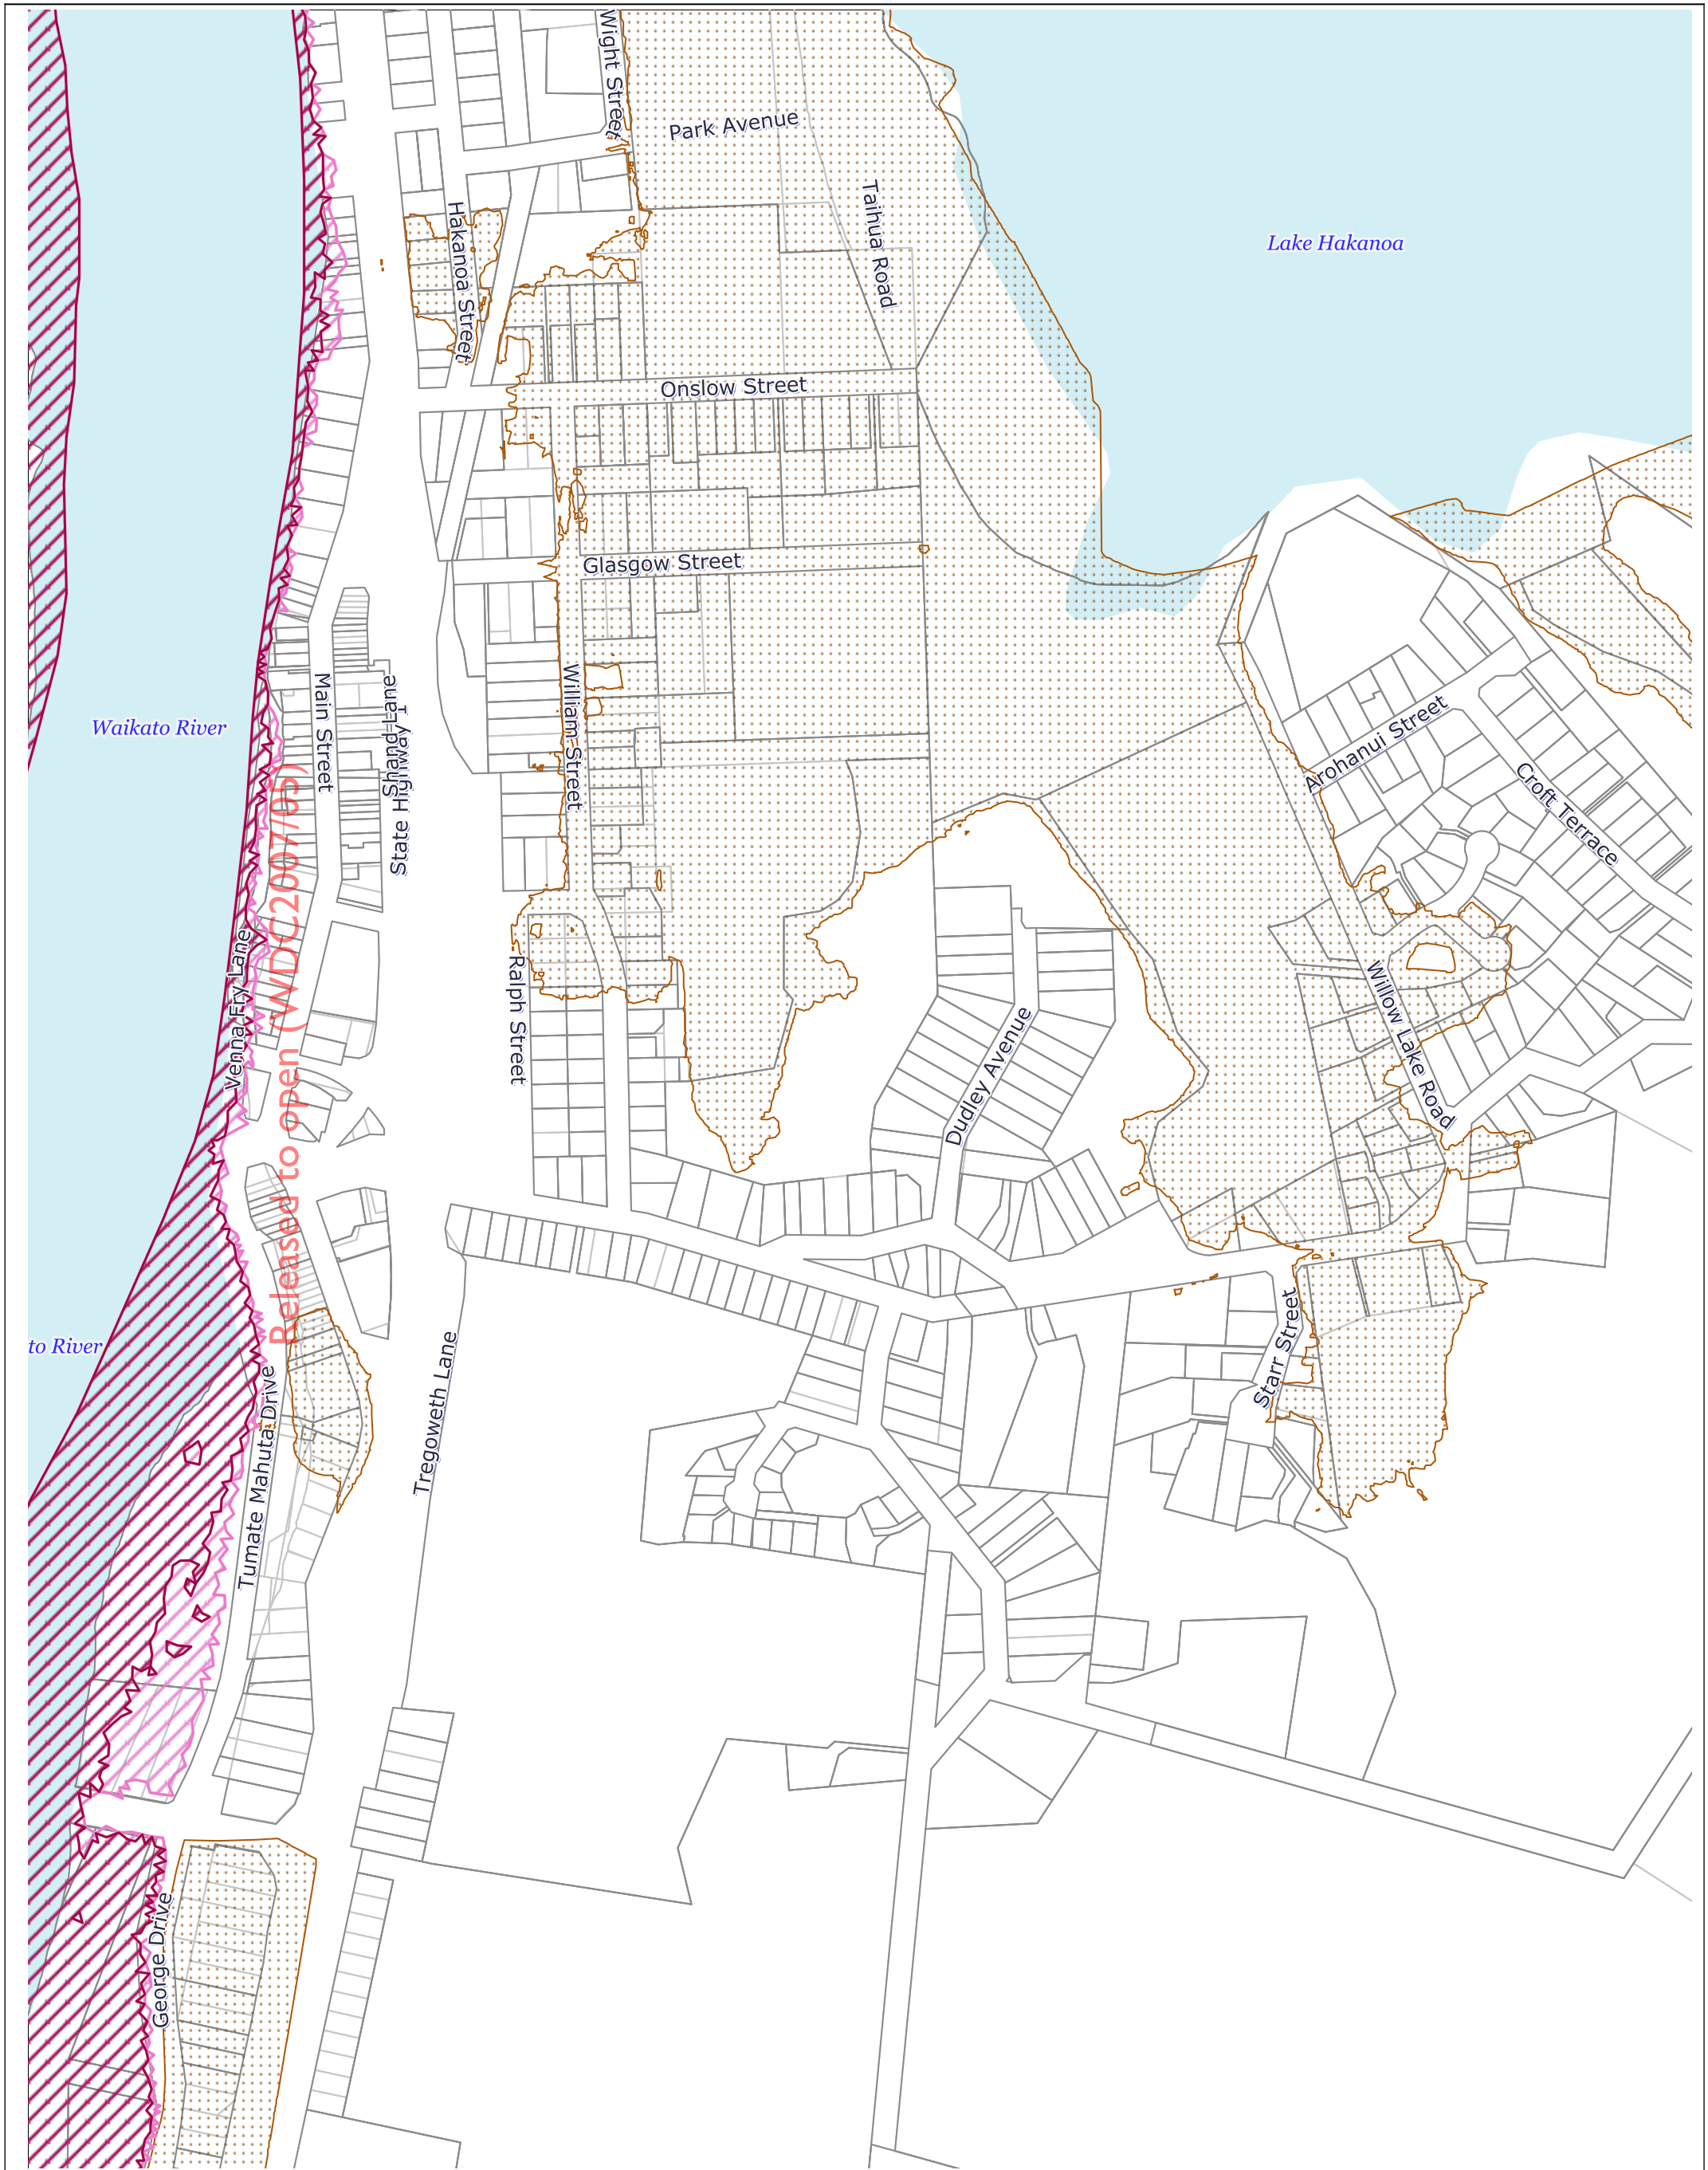 Wight Street
Park Avenue
Taihua Road
Lake Hakanoa
Hakanoa Street
Onslow Street
Glasgow Street
William Street
Main Street
Shand Lane
State Highway 1
Waikato River
Arohanui Street
Croft Terrace
Released to open (WDC2007/05)
Venna Fry Lane
Ralph Street
Dudley Avenue
Willow Lake Road
to River
Starr Street
Tregoweth Lane
Tumate Mahuta Drive
George Drive